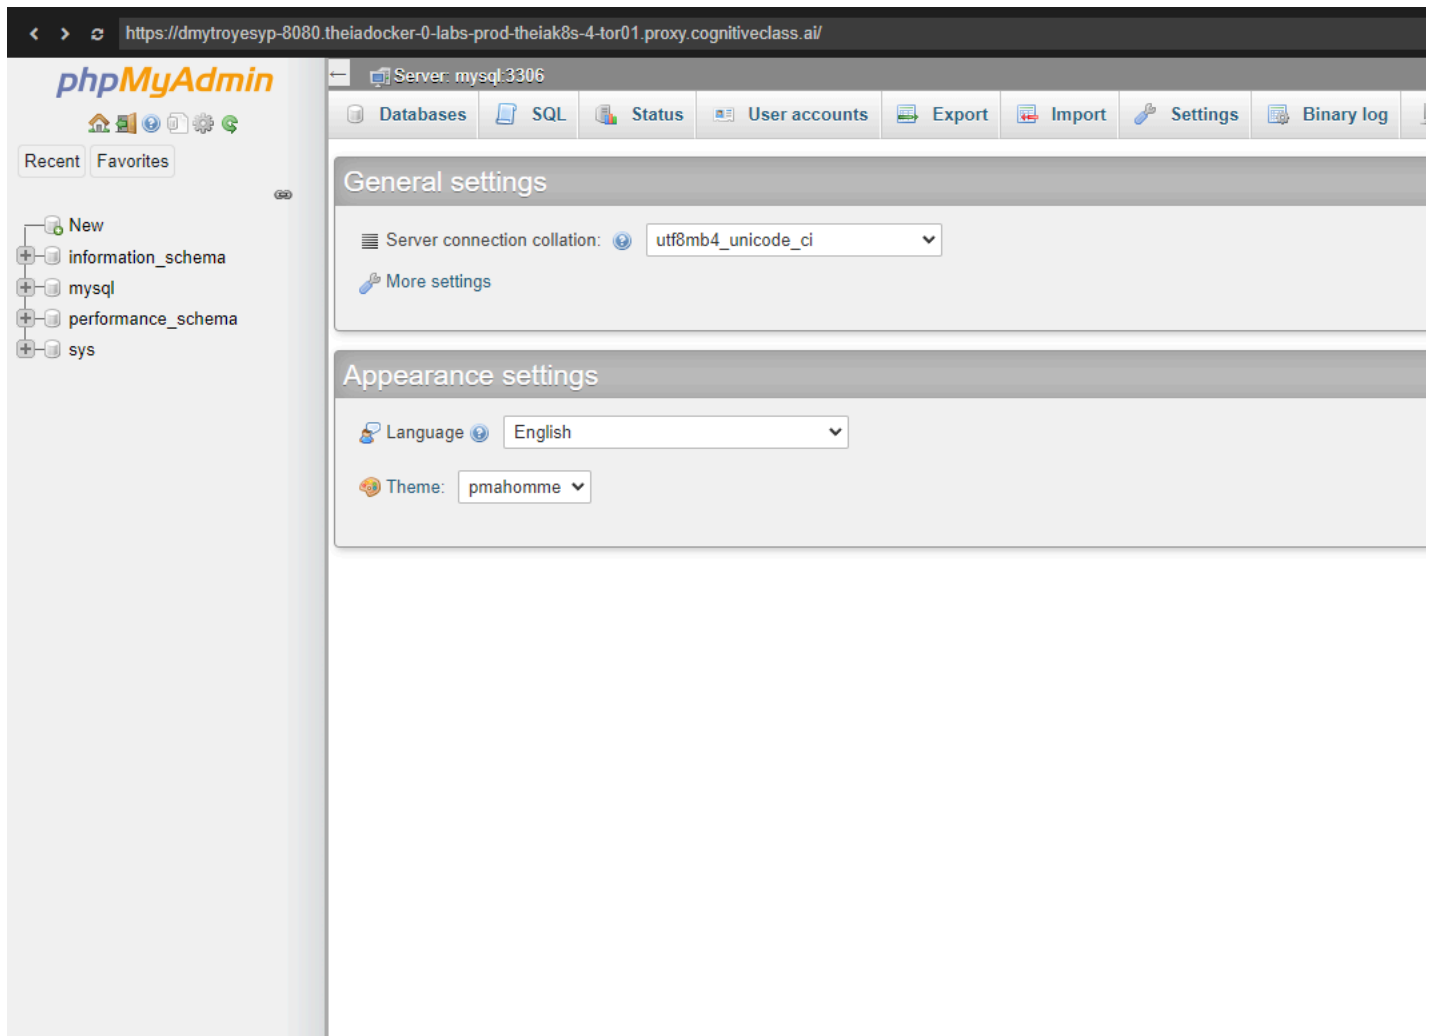 https://dmytroyesyp-8080.theiadocker-0-labs-prod-theiak8s-4-tor01.proxy.cognitiveclass.ai/
phpMyAdmin
Recent Favorites
New
information_schema
mysql
performance_schema
sys
Server: mysql:3306
Databases SQL Status User accounts Export Import Settings Binary log
General settings
Server connection collation: utf8mb4_unicode_ci
More settings
Appearance settings
Language English
Theme: pmahomme